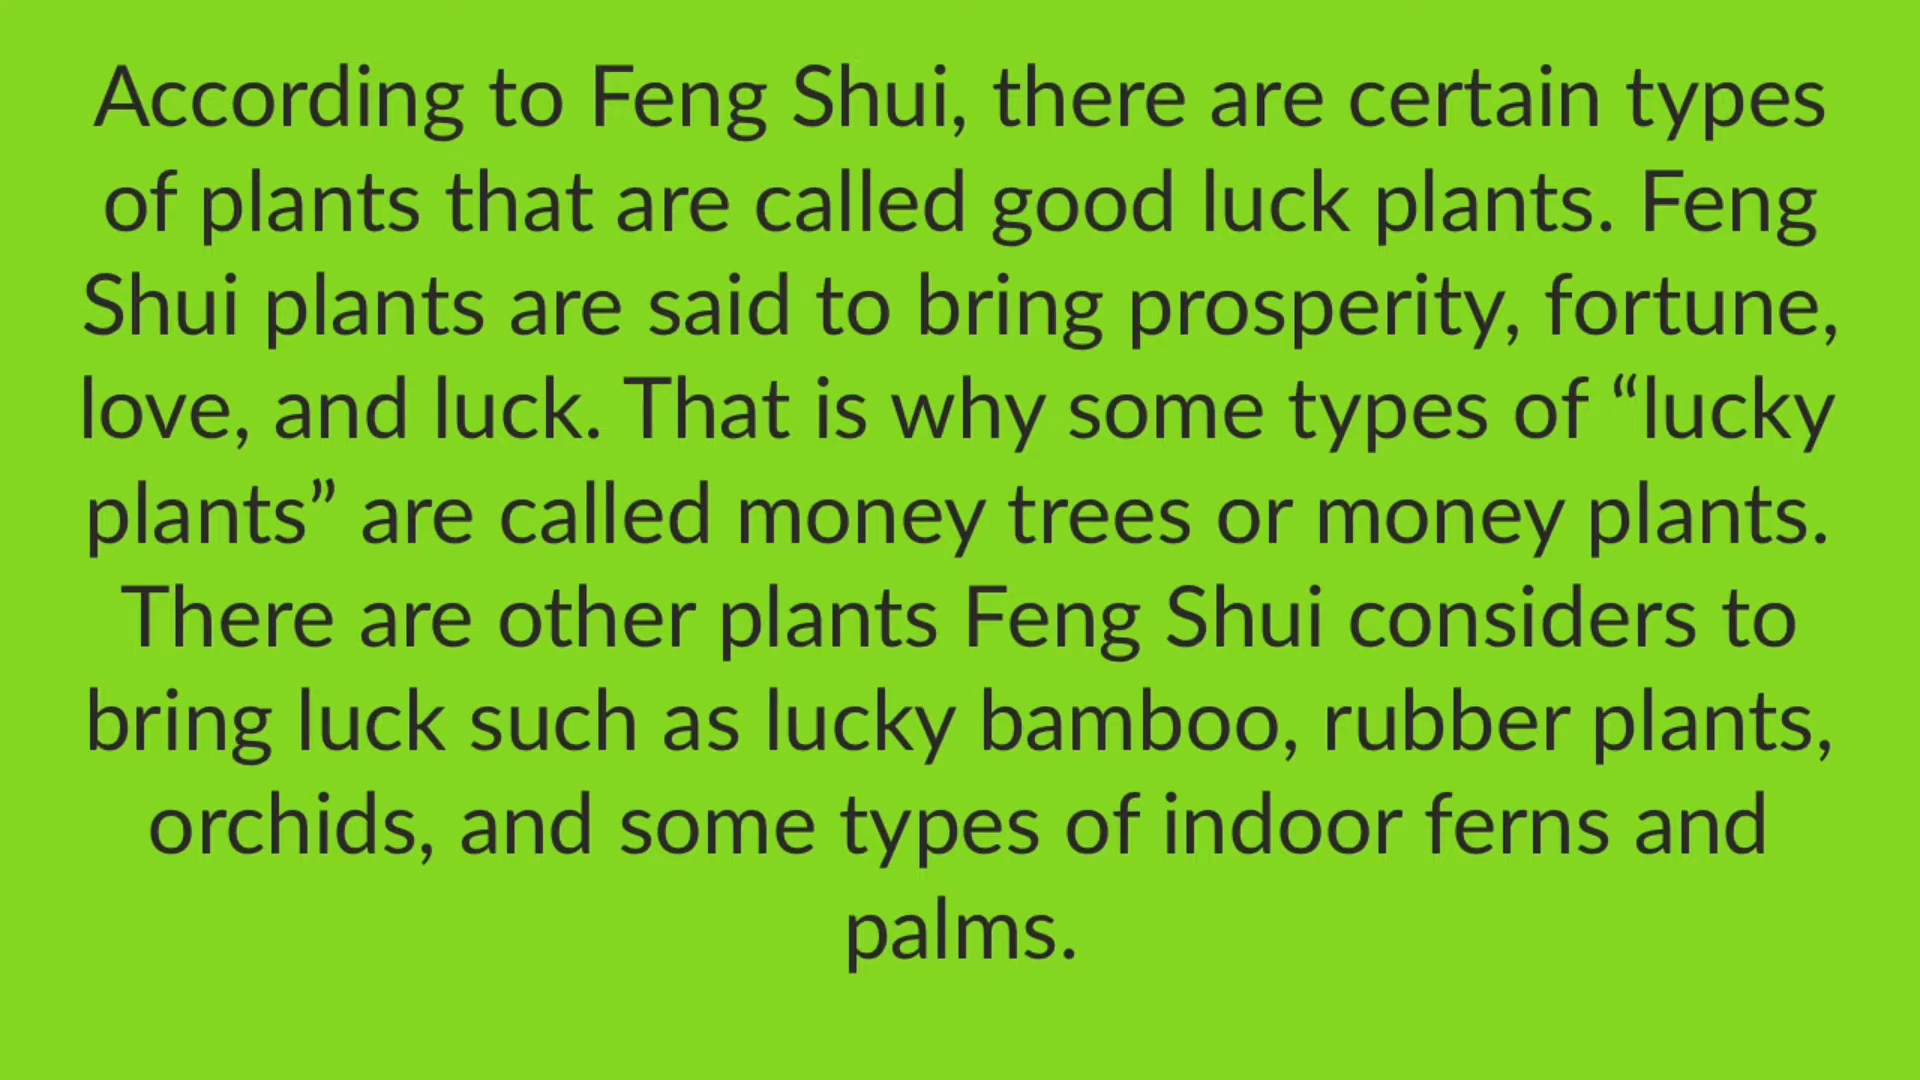 According to Feng Shui, there are certain types
of plants that are called good luck plants. Feng
Shui plants are said to bring prosperity, fortune,
love, and luck. That is why some types of “lucky
plants” are called money trees or money plants.
There are other plants Feng Shui considers to
bring luck such as lucky bamboo, rubber plants,
orchids, and some types of indoor ferns and
palms.